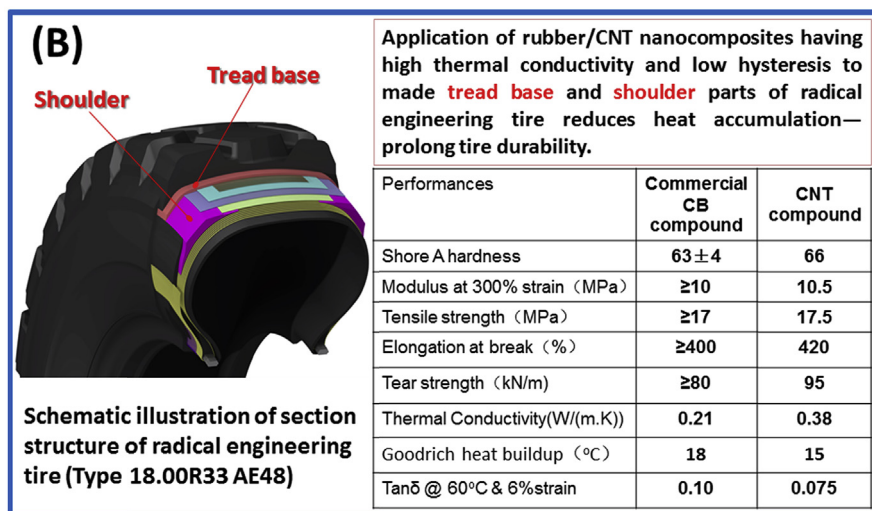 (B)
Tread base
Shoulder
Schematic illustration of section
structure of radical engineering
tire (Type 18.00R33 AE48)
Application of rubber/CNT nanocomposites having
high thermal conductivity and low hysteresis to
made tread base and shoulder parts of radical
engineering tire reduces heat accumulation—
prolong tire durability.
Performances Commercial CB compound CNT compound
Shore A hardness 63±4 66
Modulus at 300% strain（MPa） ≥10 10.5
Tensile strength（MPa） ≥17 17.5
Elongation at break（%） ≥400 420
Tear strength（kN/m） ≥80 95
Thermal Conductivity(W/(m.K)) 0.21 0.38
Goodrich heat buildup（℃） 18 15
Tanδ @ 60°C & 6%strain 0.10 0.075